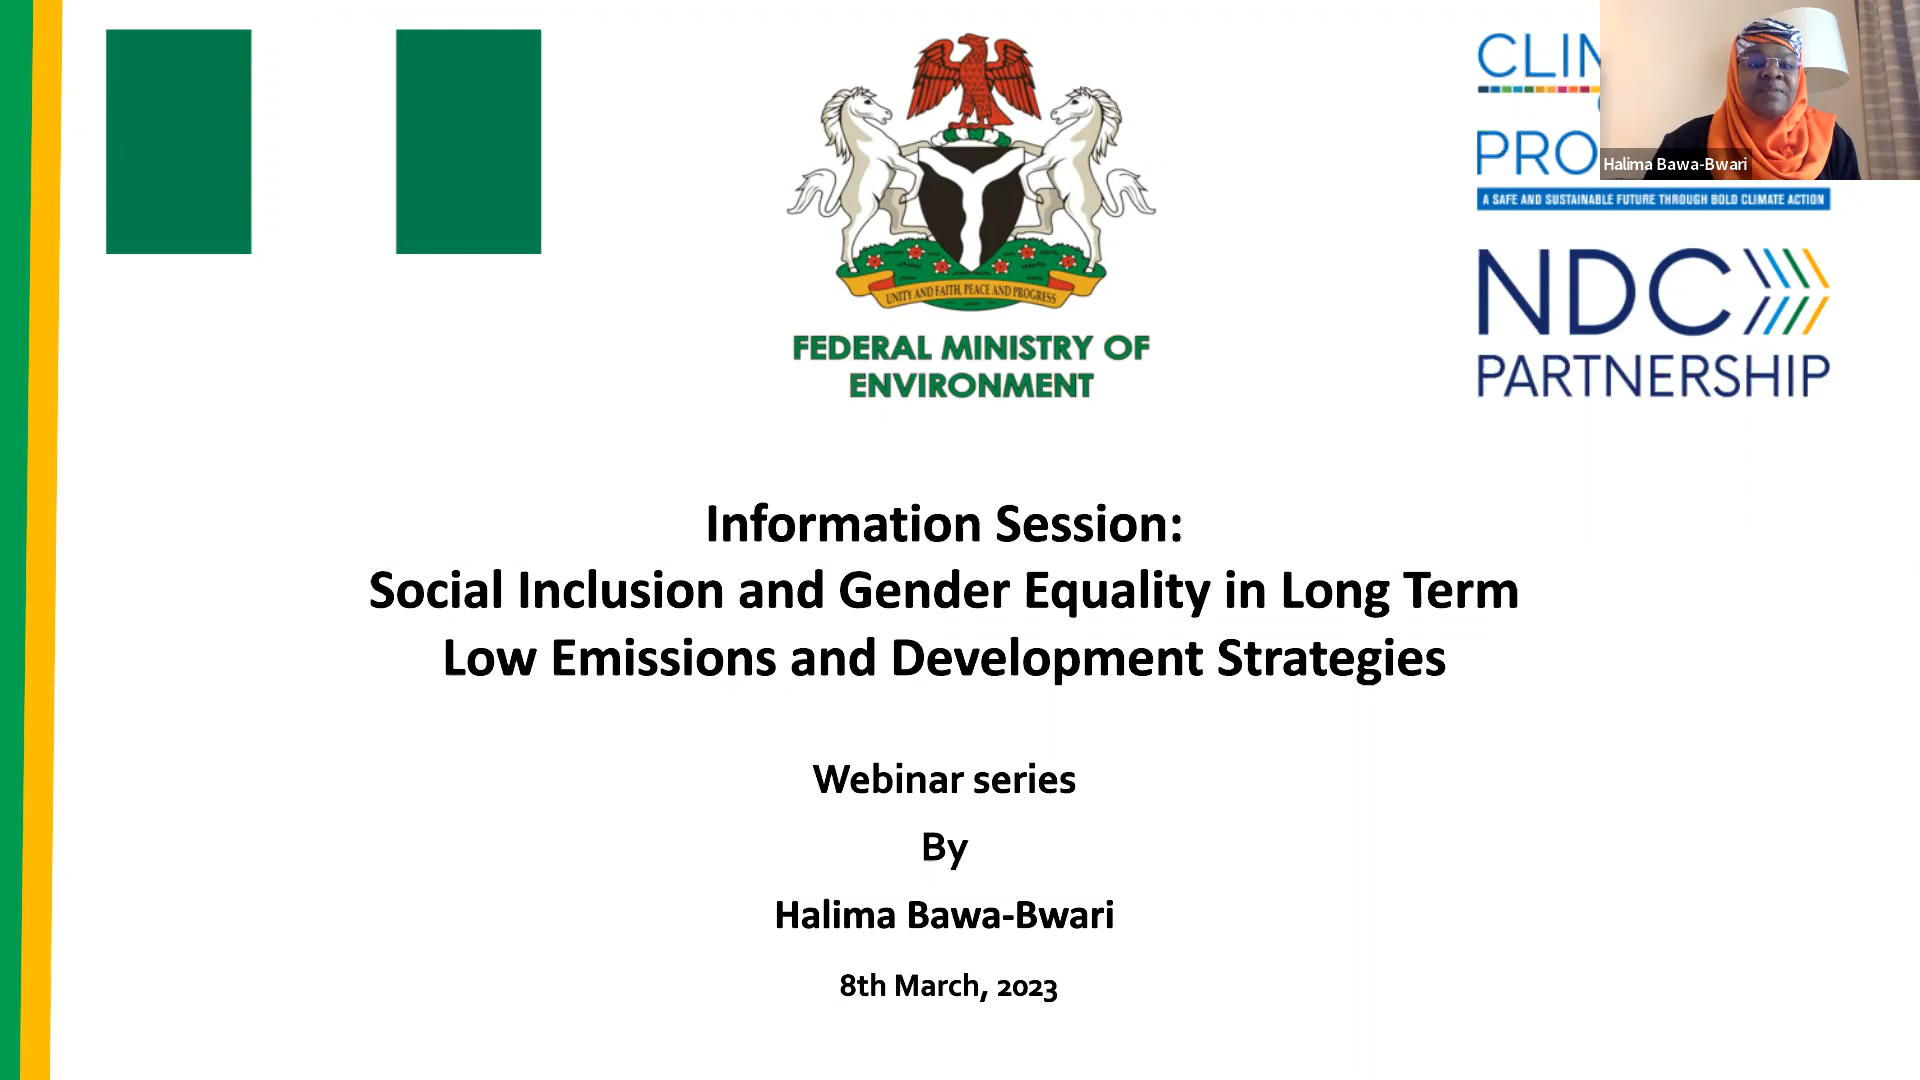 CLIM
PRO
Halima Bawa-Bwari
A SAFE AND SUSTAINABLE FUTURE THROUGH BOLD CLIMATE ACTION
UNITY AND FAITH, PEACE AND PROGRESS
NDC
PARTNERSHIP
FEDERAL MINISTRY OF
ENVIRONMENT
Information Session:
Social Inclusion and Gender Equality in Long Term
Low Emissions and Development Strategies
Webinar series
By
Halima Bawa-Bwari
8th March, 2023